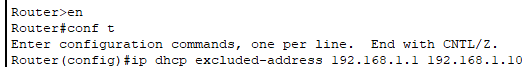 Router>en
Router#conf t
Enter configuration commands, one per line.  End with CNTL/Z.
Router(config)#ip dhcp excluded-address 192.168.1.1 192.168.1.10